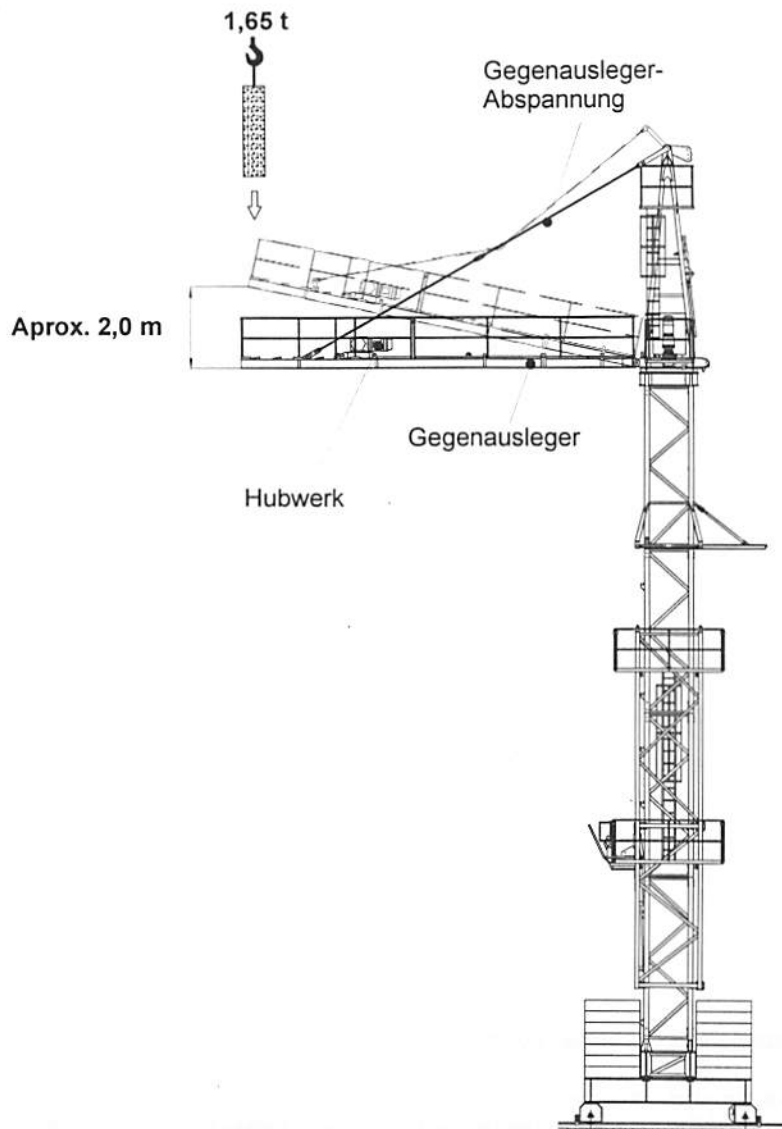 1,65 t
Gegenausleger-
Abspannung
Aprox. 2,0 m
Gegenausleger
Hubwerk